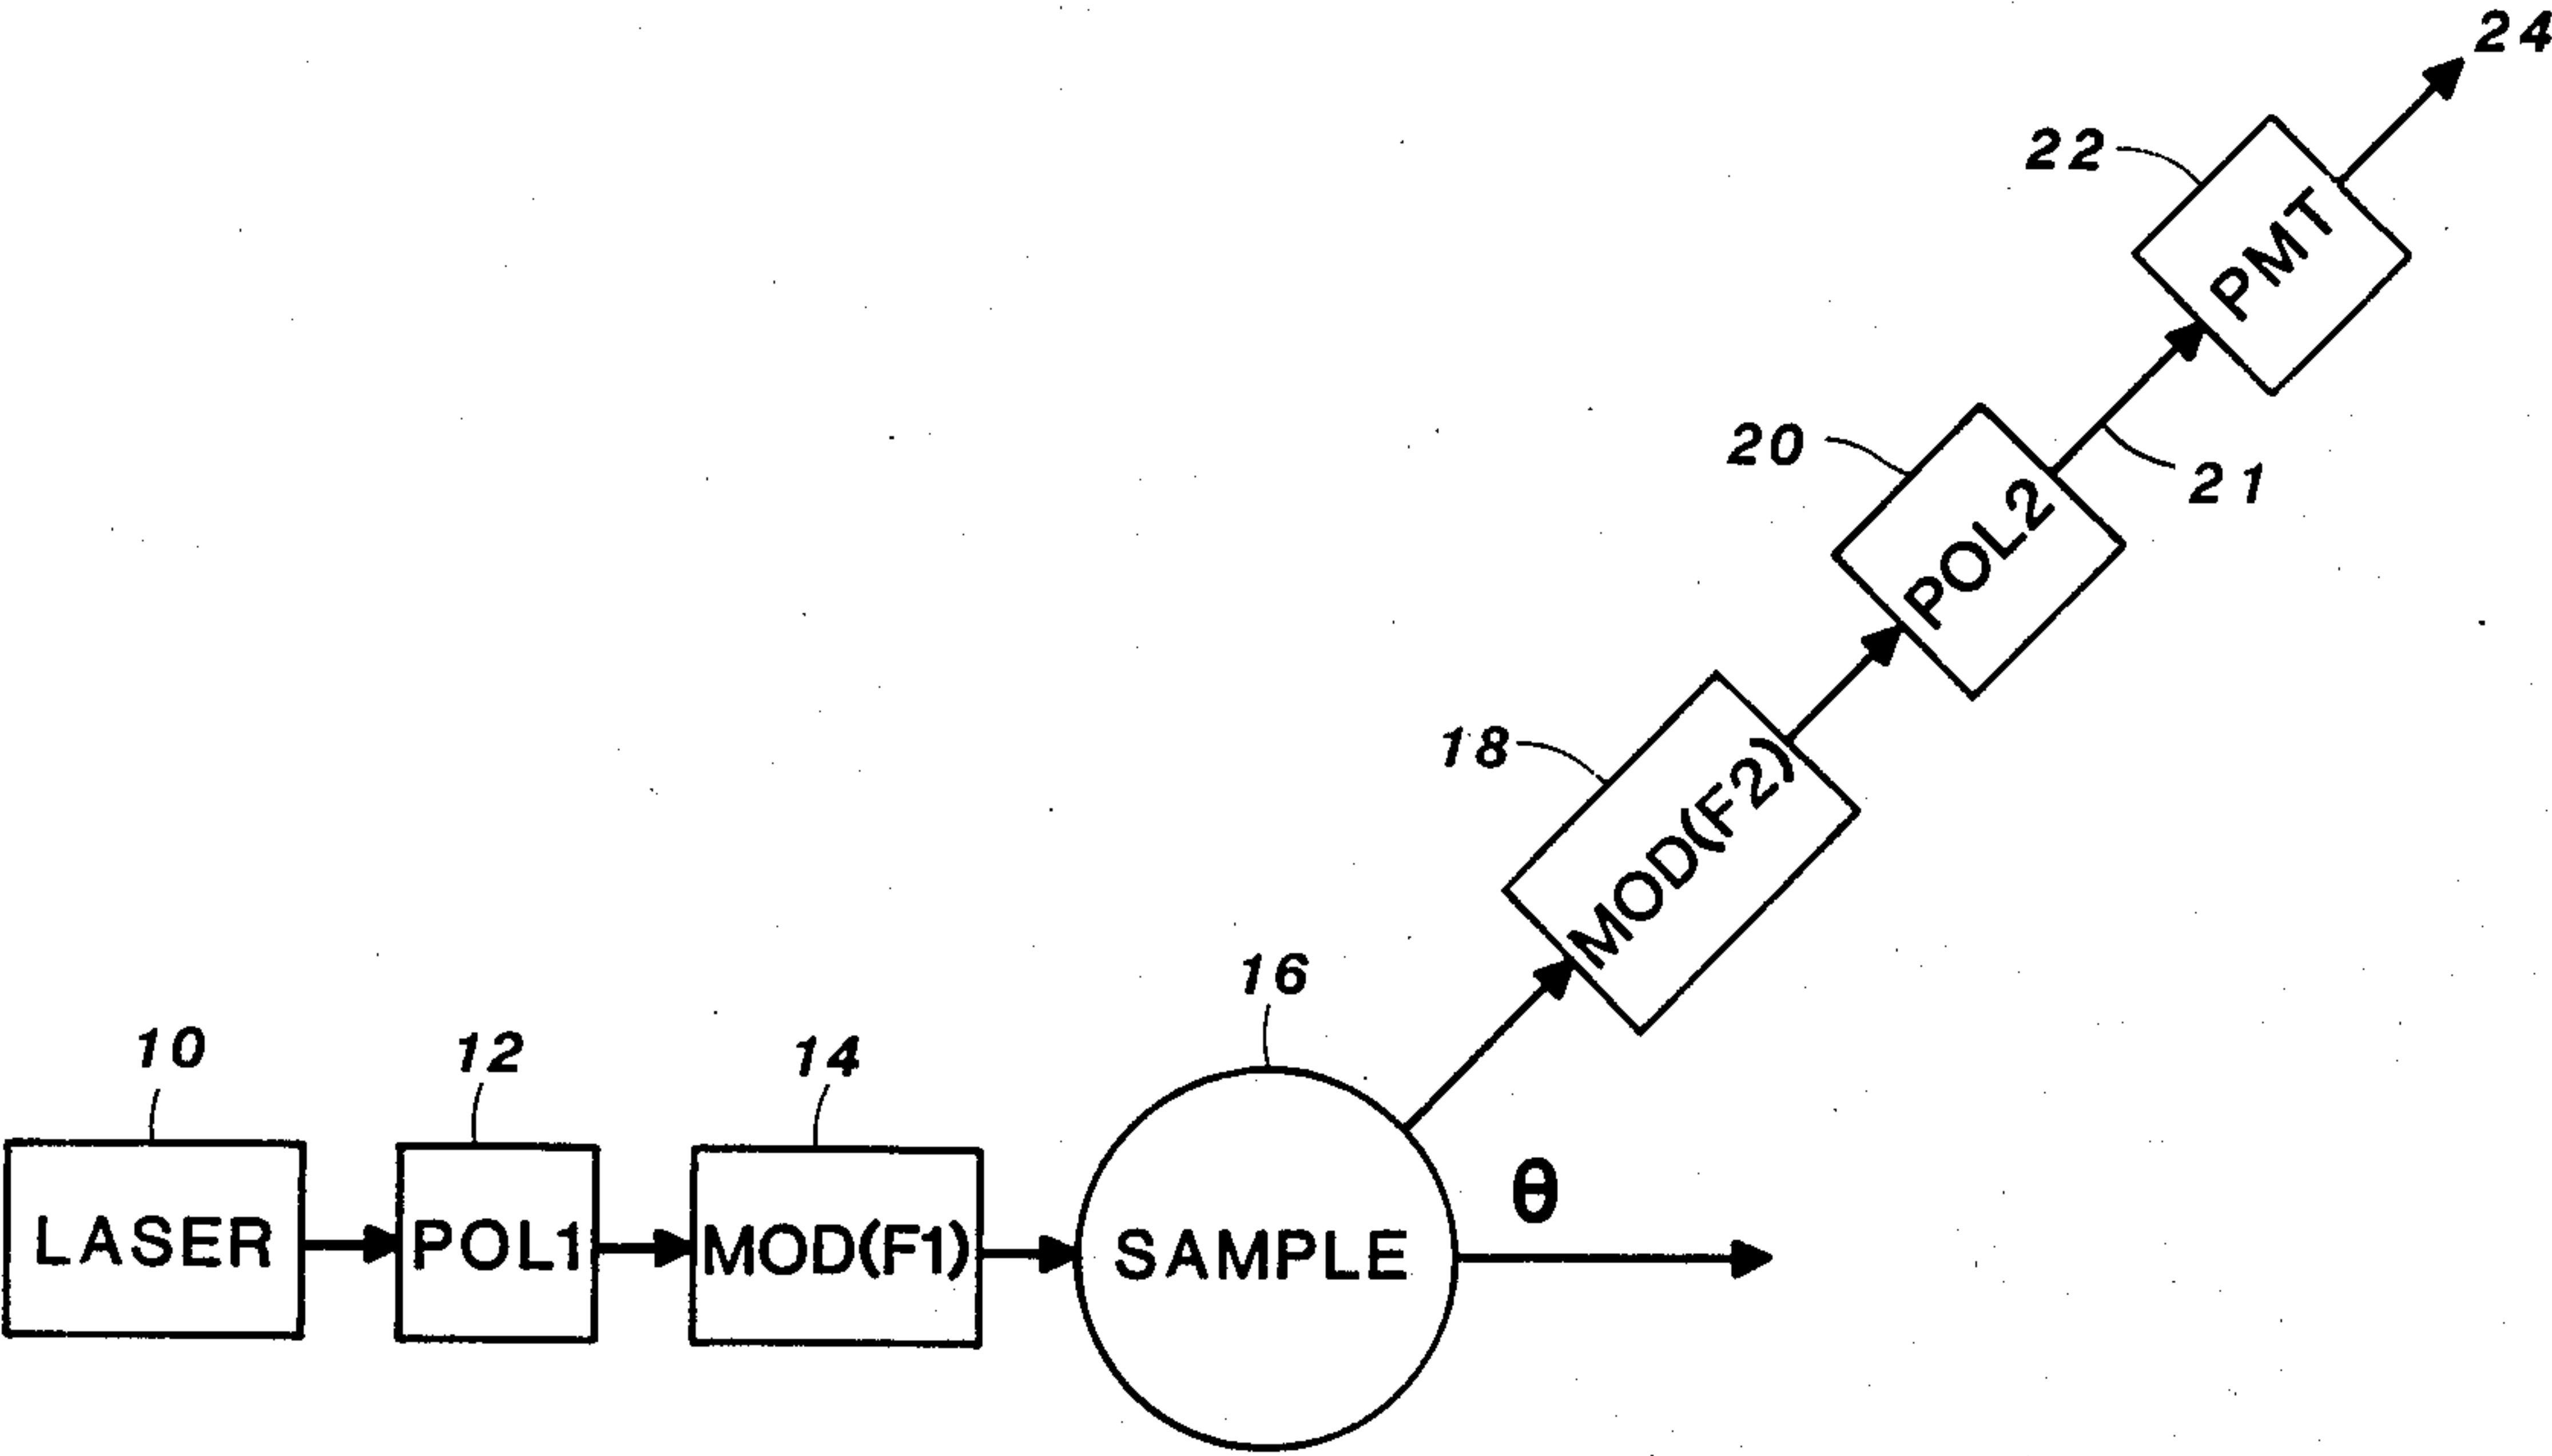 24
22
PMT
20
21
POL2
18
MOD(F2)
16
10
12
14
θ
LASER
POL1
MOD(F1)
SAMPLE